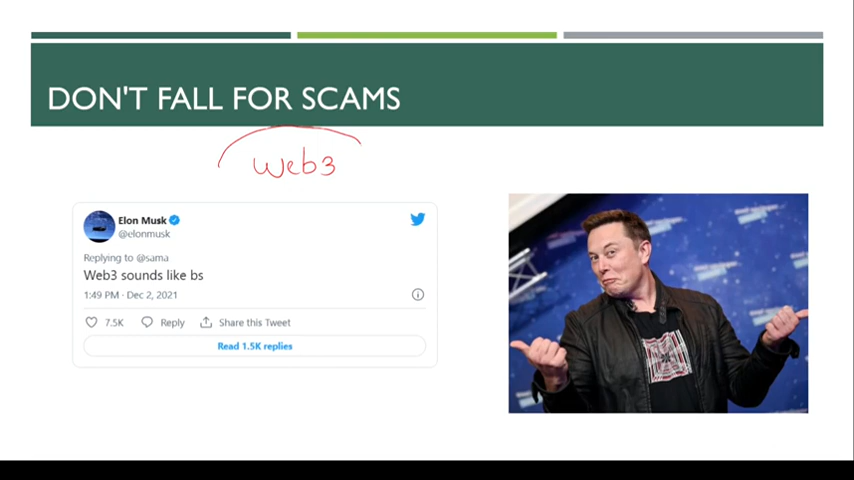 DON'T FALL FOR SCAMS
Web3
Elon Musk
@elonmusk
Replying to @sama
Web3 sounds like bs
1:49 PM · Dec 2, 2021
7.5K Reply Share this Tweet
Read 1.5K replies